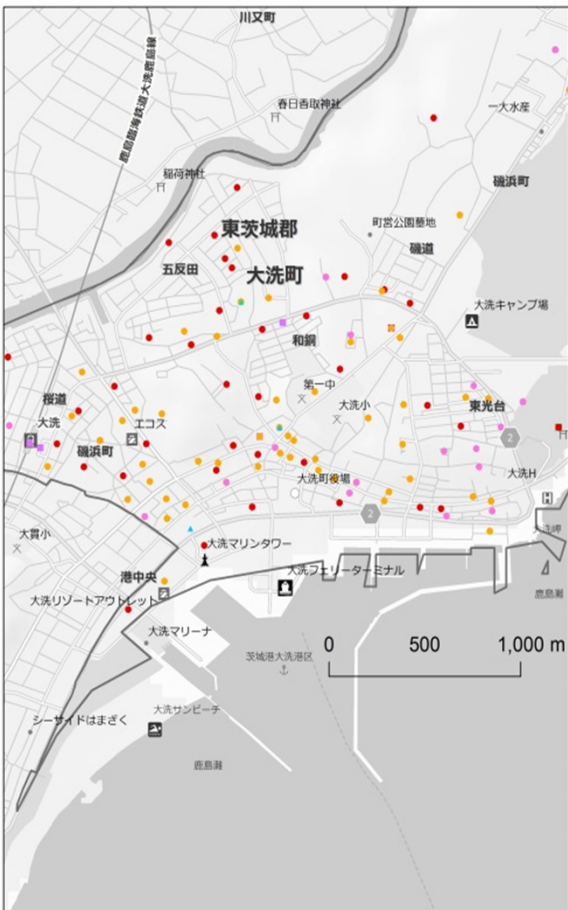 川又町
鹿島臨海鉄道大洗鹿島線
春日香取神社
一大水産
稲荷神社
磯浜町
東茨城郡
町営公園墓地
磯道
五反田
大洗町
大洗キャンプ場
和銅
第一中
桜道
大洗小
東光台
大洗
エコス
2
磯浜町
大洗H
大洗町役場
2
大貫小
大洗マリンタワー
大洗岬
港中央
大洗フェリーターミナル
鹿島灘
大洗リゾートアウトレット
大洗マリーナ
0 500 1,000 m
茨城港大洗港区
大洗サンビーチ
シーサイドはまぎく
鹿島灘